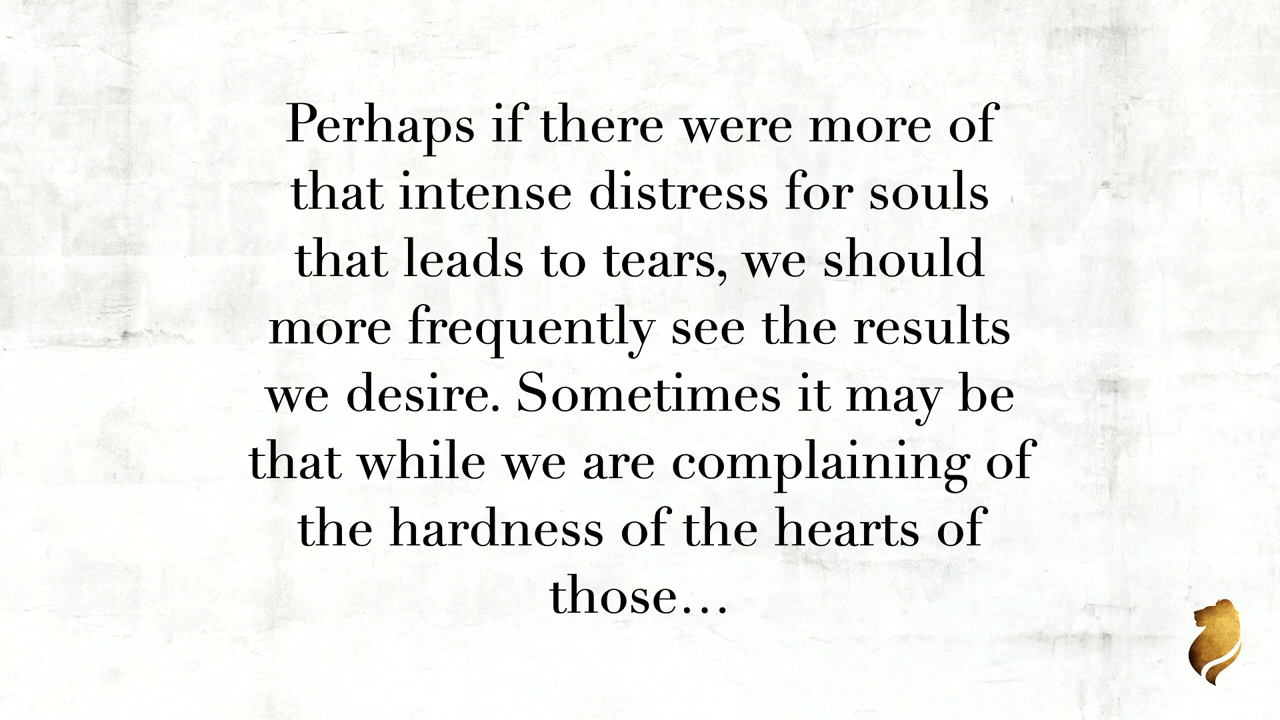 Perhaps if there were more of
that intense distress for souls
that leads to tears, we should
more frequently see the results
we desire. Sometimes it may be
that while we are complaining of
the hardness of the hearts of
those…